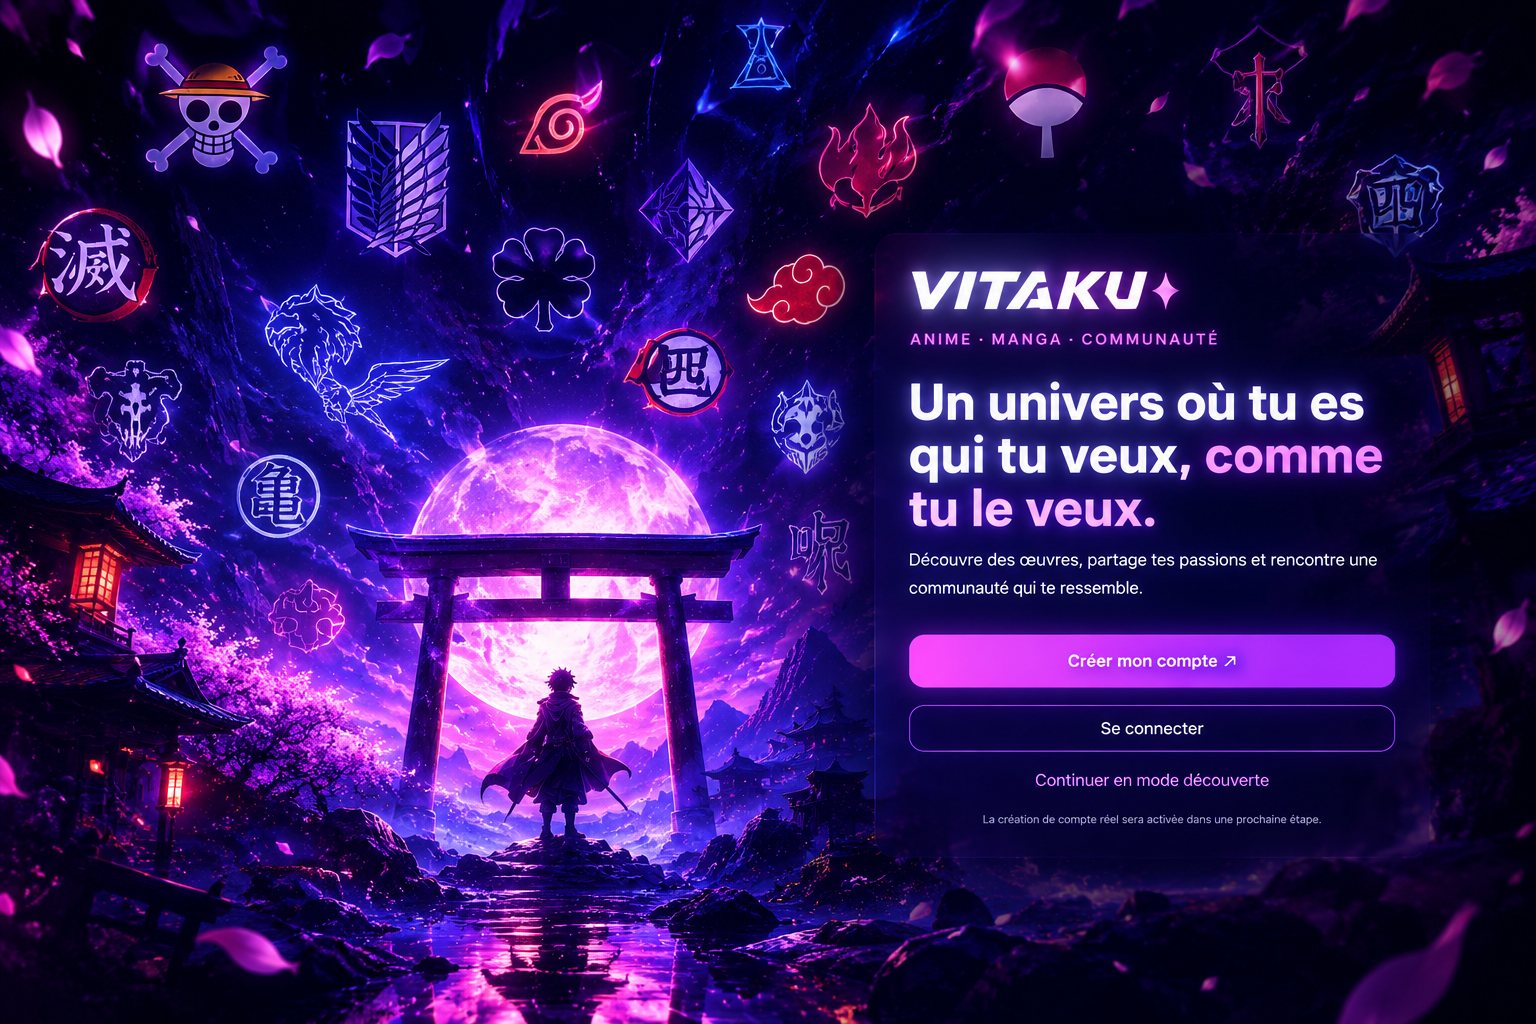 滅
亀
呪
VITAKU
ANIME · MANGA · COMMUNAUTÉ
Un univers où tu es
qui tu veux, comme
tu le veux.
Découvre des œuvres, partage tes passions et rencontre une
communauté qui te ressemble.
Créer mon compte ↗
Se connecter
Continuer en mode découverte
La création de compte réel sera activée dans une prochaine étape.